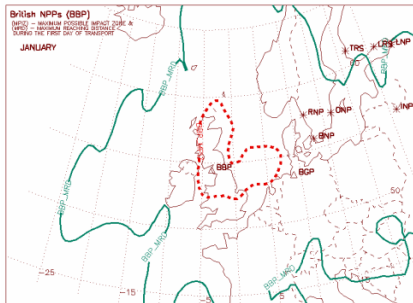 British NPPs (BBP)
(MPIZ) - MAXIMUM POSSIBLE IMPACT ZONE &
(MRD) - MAXIMUM REACHING DISTANCE
DURING THE FIRST DAY OF TRANSPORT
JANUARY
TRS
LRS
LNP
60
BBP_MRD
RNP
ONP
INP
BNP
BBP
BGP
BBP_MRD
BBP_MRD
50
BBP_MRD
-25
-15
-5
5